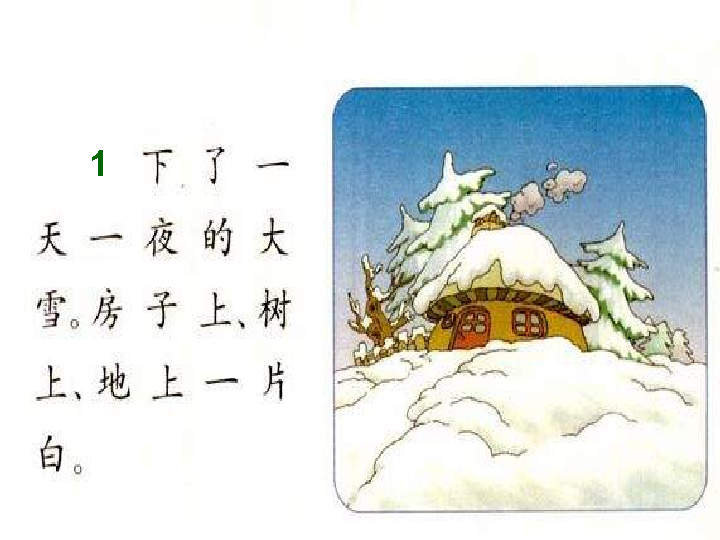 1 下了一
天一夜的大
雪。房子上、树
上、地上一片
白。